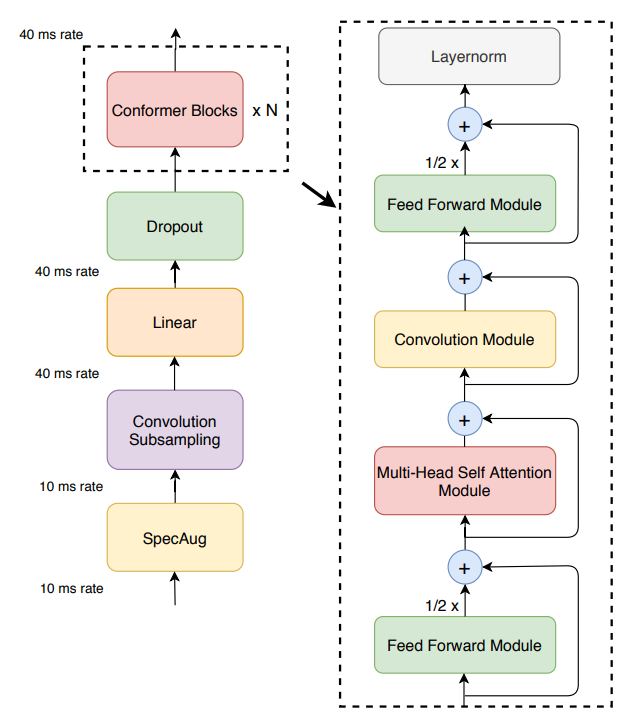 40 ms rate
Conformer Blocks
x N
Dropout
40 ms rate
Linear
40 ms rate
Convolution
Subsampling
10 ms rate
SpecAug
10 ms rate
Layernorm
+
1/2 x
Feed Forward Module
+
Convolution Module
+
Multi-Head Self Attention
Module
+
1/2 x
Feed Forward Module